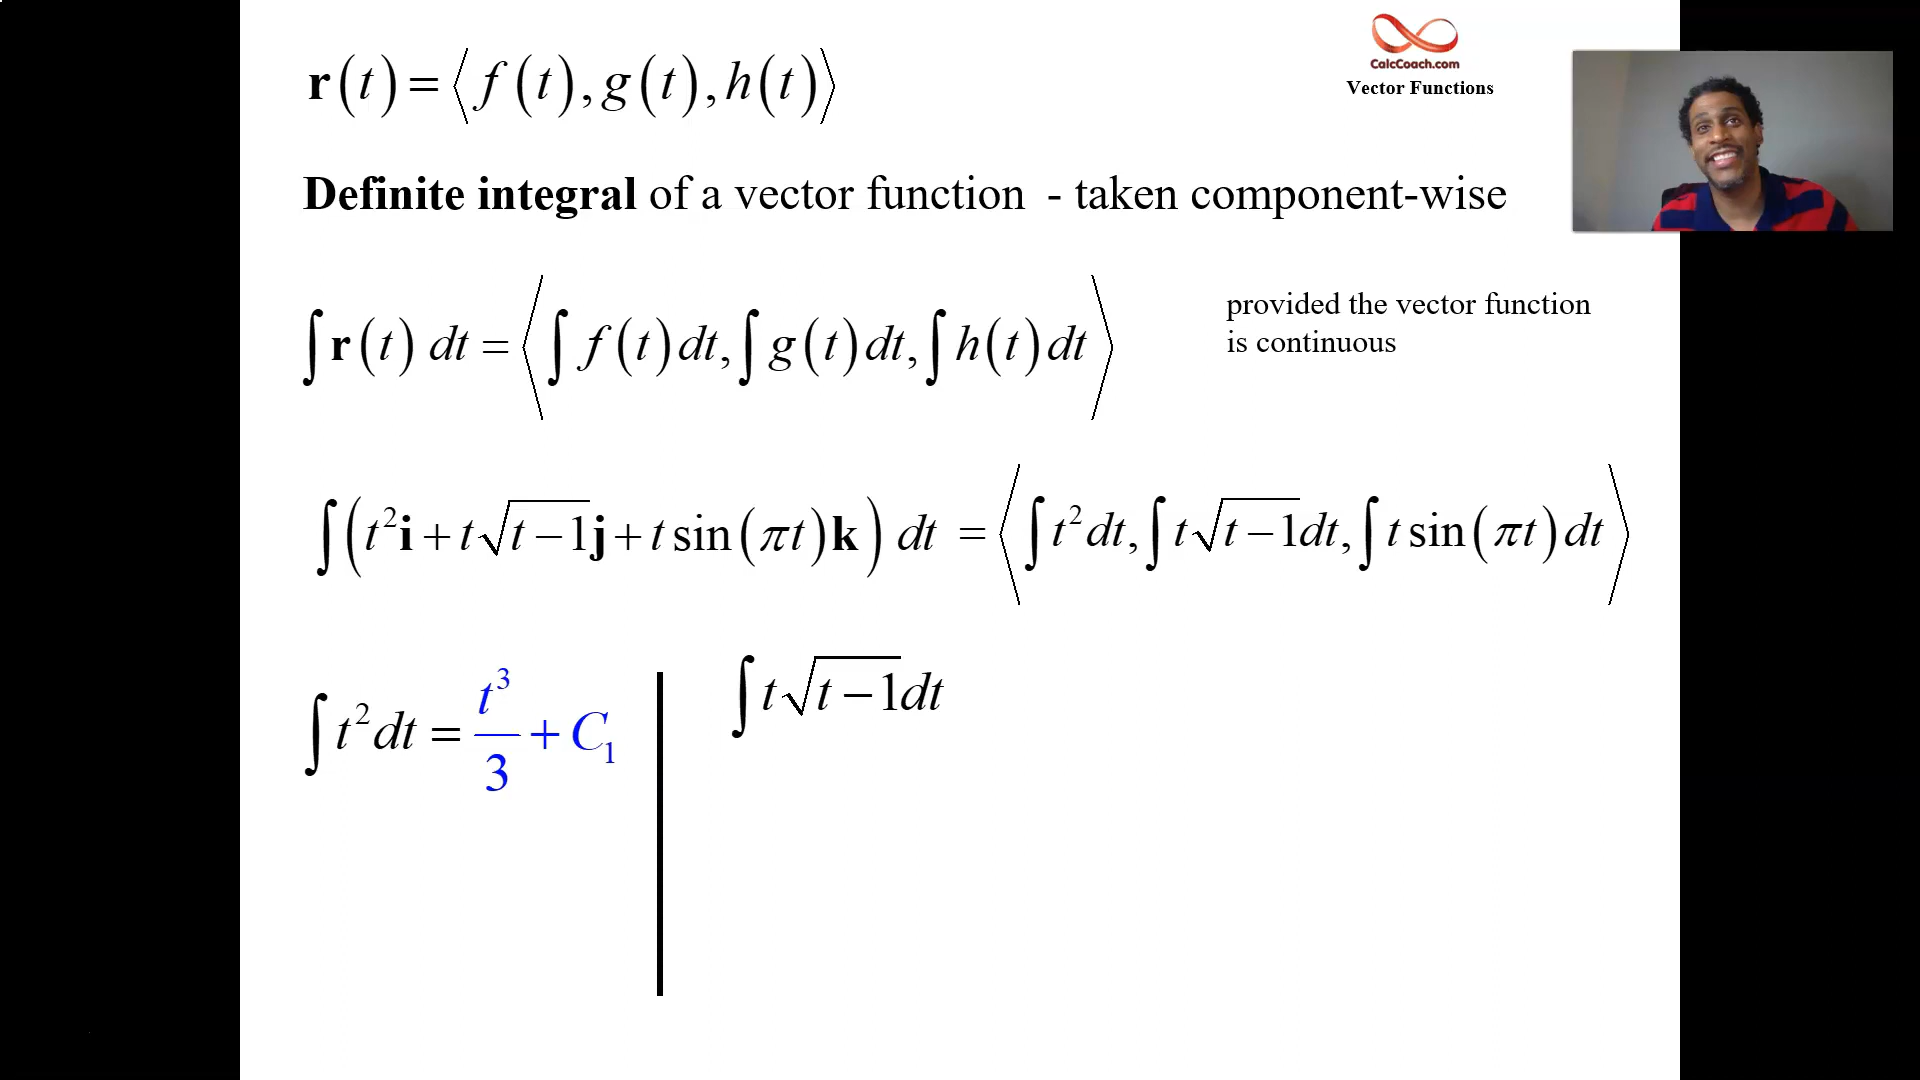 r(t) = ⟨f(t), g(t), h(t)⟩
CalcCoach.com
Vector Functions
Definite integral of a vector function - taken component-wise
∫r(t) dt = ⟨∫f(t)dt, ∫g(t)dt, ∫h(t)dt⟩
provided the vector function
is continuous
∫(t²i + t√(t−1)j + t sin(πt)k) dt = ⟨∫t²dt, ∫t√(t−1)dt, ∫t sin(πt)dt⟩
∫t²dt = t³/3 + C₁
∫t√(t−1)dt